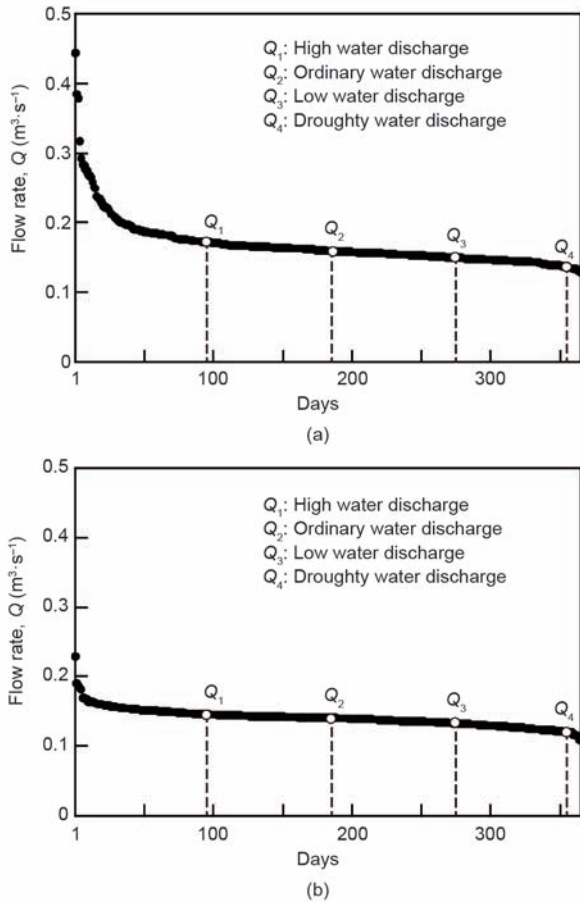 0.5
Q₁: High water discharge
Q₂: Ordinary water discharge
Q₃: Low water discharge
Q₄: Droughty water discharge
0.4
0.3
0.2
0.1
0
Flow rate, Q (m³·s⁻¹)
Q₁
Q₂
Q₃
Q₄
1 100 200 300
Days
(a)
0.5
Q₁: High water discharge
Q₂: Ordinary water discharge
Q₃: Low water discharge
Q₄: Droughty water discharge
0.4
0.3
0.2
0.1
0
Flow rate, Q (m³·s⁻¹)
Q₁
Q₂
Q₃
Q₄
1 100 200 300
Days
(b)